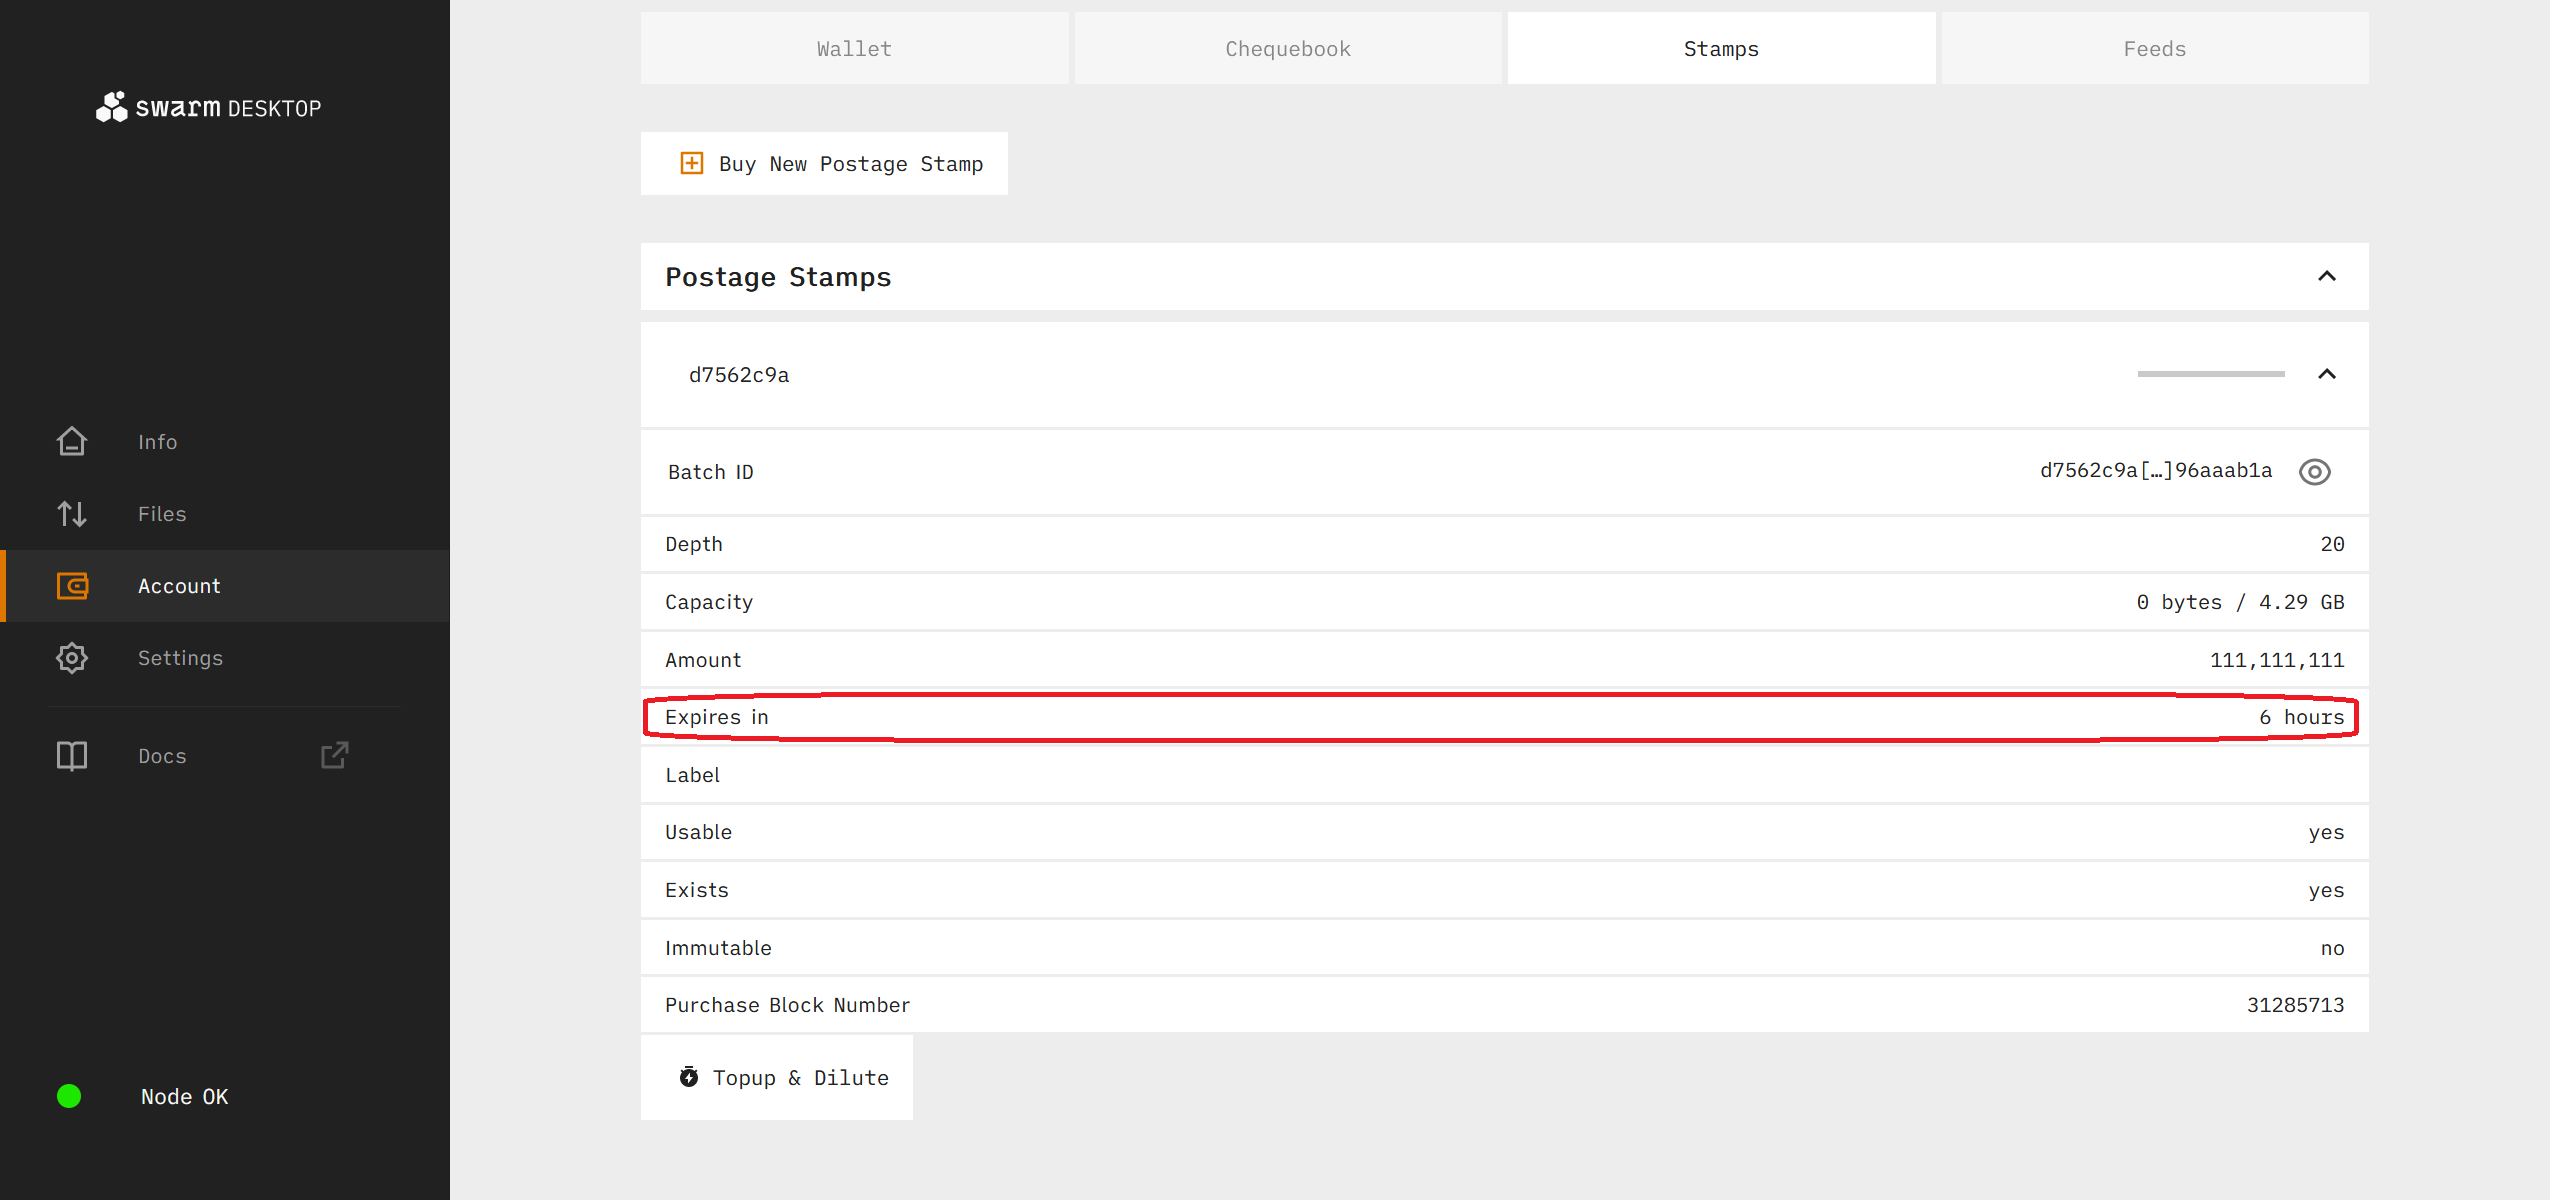 swarm DESKTOP
Info
Files
Account
Settings
Docs
Node OK
Wallet
Chequebook
Stamps
Feeds
Buy New Postage Stamp
Postage Stamps
d7562c9a
Batch ID d7562c9a[…]96aaab1a
Depth 20
Capacity 0 bytes / 4.29 GB
Amount 111,111,111
Expires in 6 hours
Label
Usable yes
Exists yes
Immutable no
Purchase Block Number 31285713
Topup & Dilute